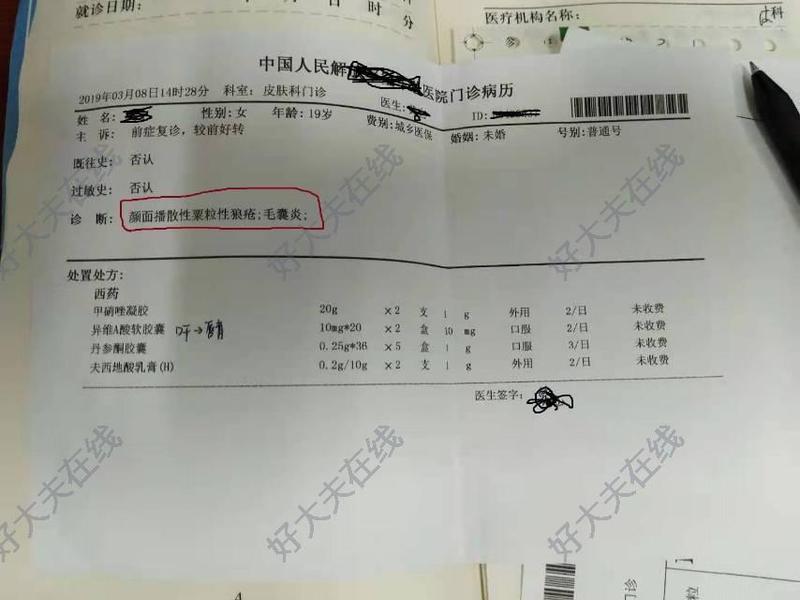 就诊日期: 年 时 分
医疗机构名称: 皮科
中国人民解 医院门诊病历
2019年03月08日14时28分 科室: 皮肤科门诊 医生:
ID:
姓 名: 性别:女 年龄:19岁 费别:城乡医保 婚姻:未婚 号别:普通号
主 诉: 前症复诊,较前好转
既往史: 否认
过敏史: 否认
诊 断: 颜面播散性粟粒性狼疮;毛囊炎;
处置处方:
西药
甲硝唑凝胶 20g ×2 支 1 g 外用 2/日 未收费
异维A酸软胶囊 10mg*20 ×2 盒 10 mg 口服 2/日 未收费
丹参酮胶囊 0.25g*36 ×5 盒 1 g 口服 3/日 未收费
夫西地酸乳膏(H) 0.2g/10g ×2 支 1 g 外用 2/日 未收费
医生签字:
好大夫在线
好大夫在线
好大夫在线
好大夫在线
好大夫在线
好大夫在线
门诊